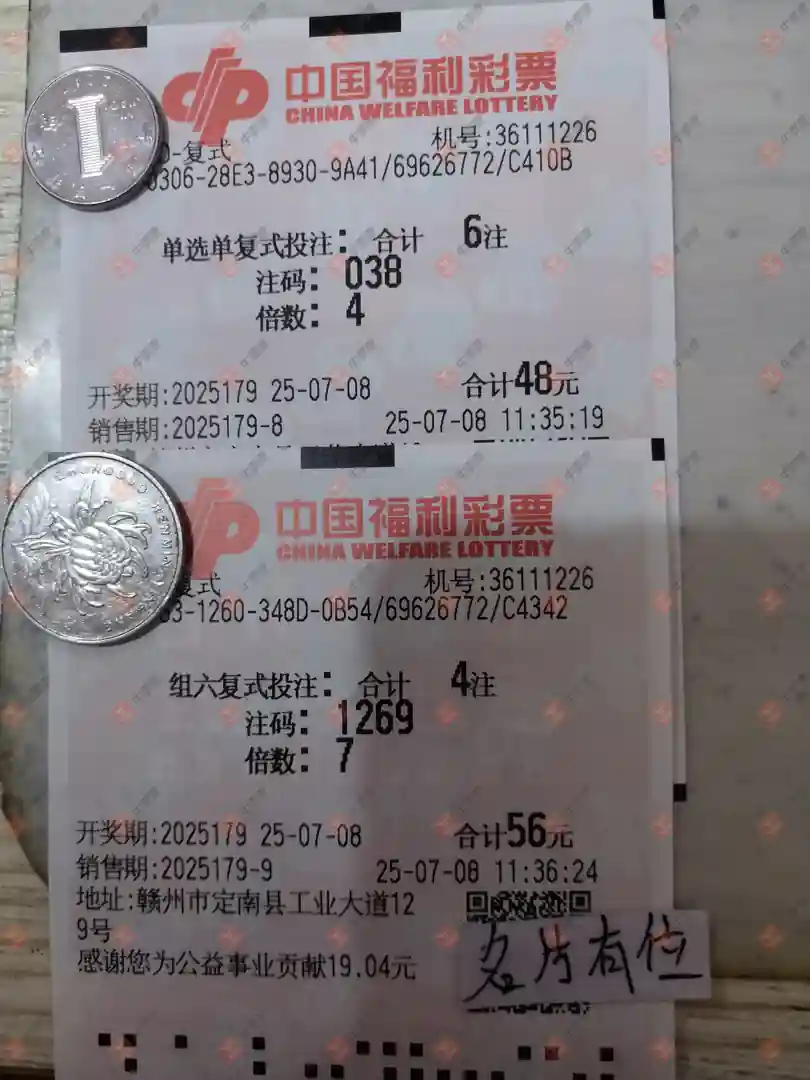 中国福利彩票
CHINA WELFARE LOTTERY
-复式 机号:36111226
0306-28E3-8930-9A41/69626772/C410B
单选单复式投注: 合计 6注
注码: 038
倍数: 4
开奖期:2025179 25-07-08 合计48元
销售期:2025179-8 25-07-08 11:35:19
中国福利彩票
CHINA WELFARE LOTTERY
复式 机号:36111226
63-1260-348D-0B54/69626772/C4342
组六复式投注: 合计 4注
注码: 1269
倍数: 7
开奖期:2025179 25-07-08 合计56元
销售期:2025179-9 25-07-08 11:36:24
地址:赣州市定南县工业大道12
9号
感谢您为公益事业贡献19.04元
名片有位
1